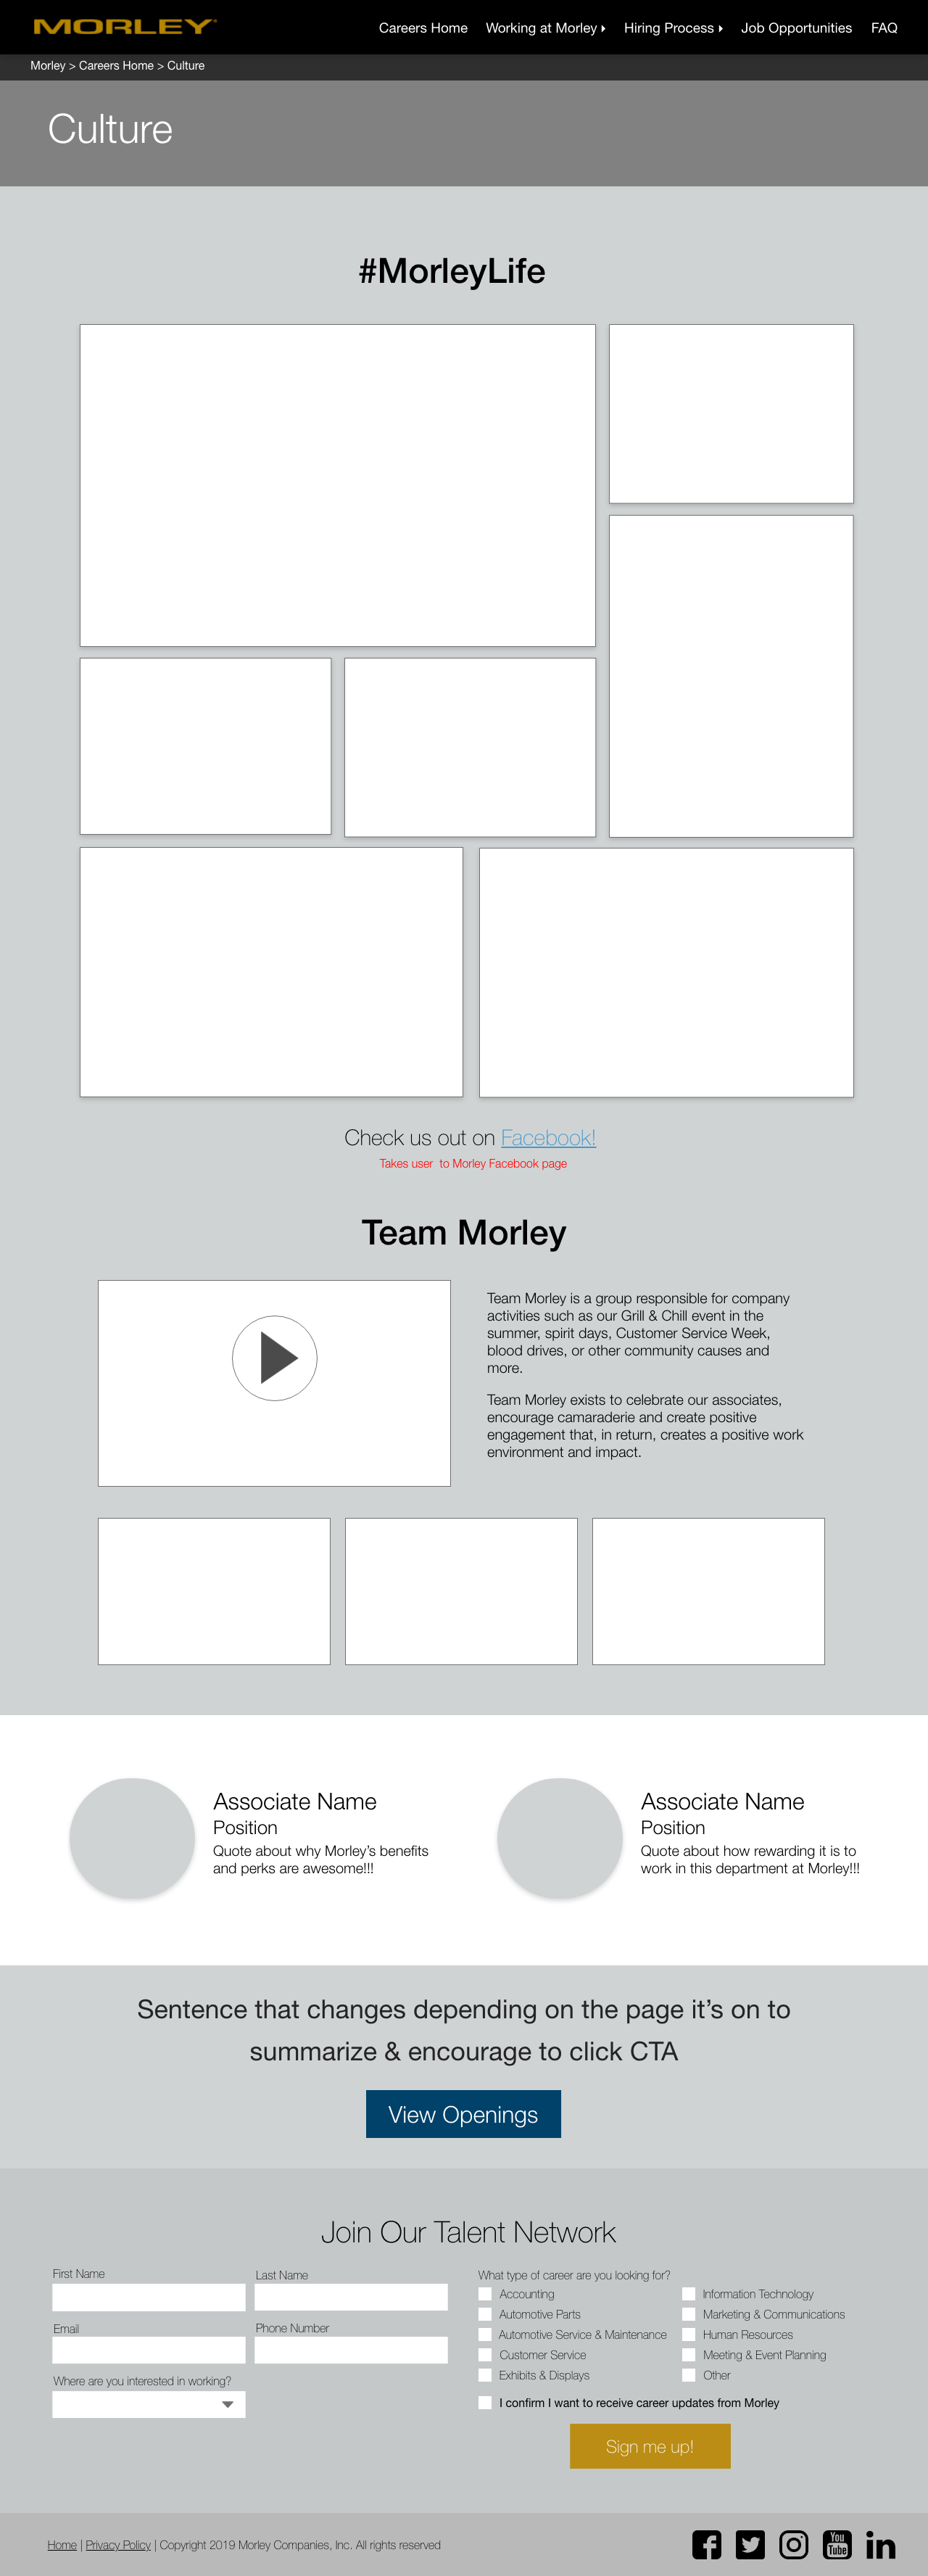 MORLEY®
Careers Home Working at Morley Hiring Process Job Opportunities FAQ
Morley > Careers Home > Culture
Culture
#MorleyLife
Check us out on Facebook!
Takes user to Morley Facebook page
Team Morley
Team Morley is a group responsible for company
activities such as our Grill & Chill event in the
summer, spirit days, Customer Service Week,
blood drives, or other community causes and
more.
Team Morley exists to celebrate our associates,
encourage camaraderie and create positive
engagement that, in return, creates a positive work
environment and impact.
Associate Name
Position
Quote about why Morley’s benefits
and perks are awesome!!!
Associate Name
Position
Quote about how rewarding it is to
work in this department at Morley!!!
Sentence that changes depending on the page it’s on to
summarize & encourage to click CTA
View Openings
Join Our Talent Network
First Name
Last Name
Email
Phone Number
Where are you interested in working?
What type of career are you looking for?
Accounting
Automotive Parts
Automotive Service & Maintenance
Customer Service
Exhibits & Displays
Information Technology
Marketing & Communications
Human Resources
Meeting & Event Planning
Other
I confirm I want to receive career updates from Morley
Sign me up!
Home | Privacy Policy | Copyright 2019 Morley Companies, Inc. All rights reserved
You
Tube
in